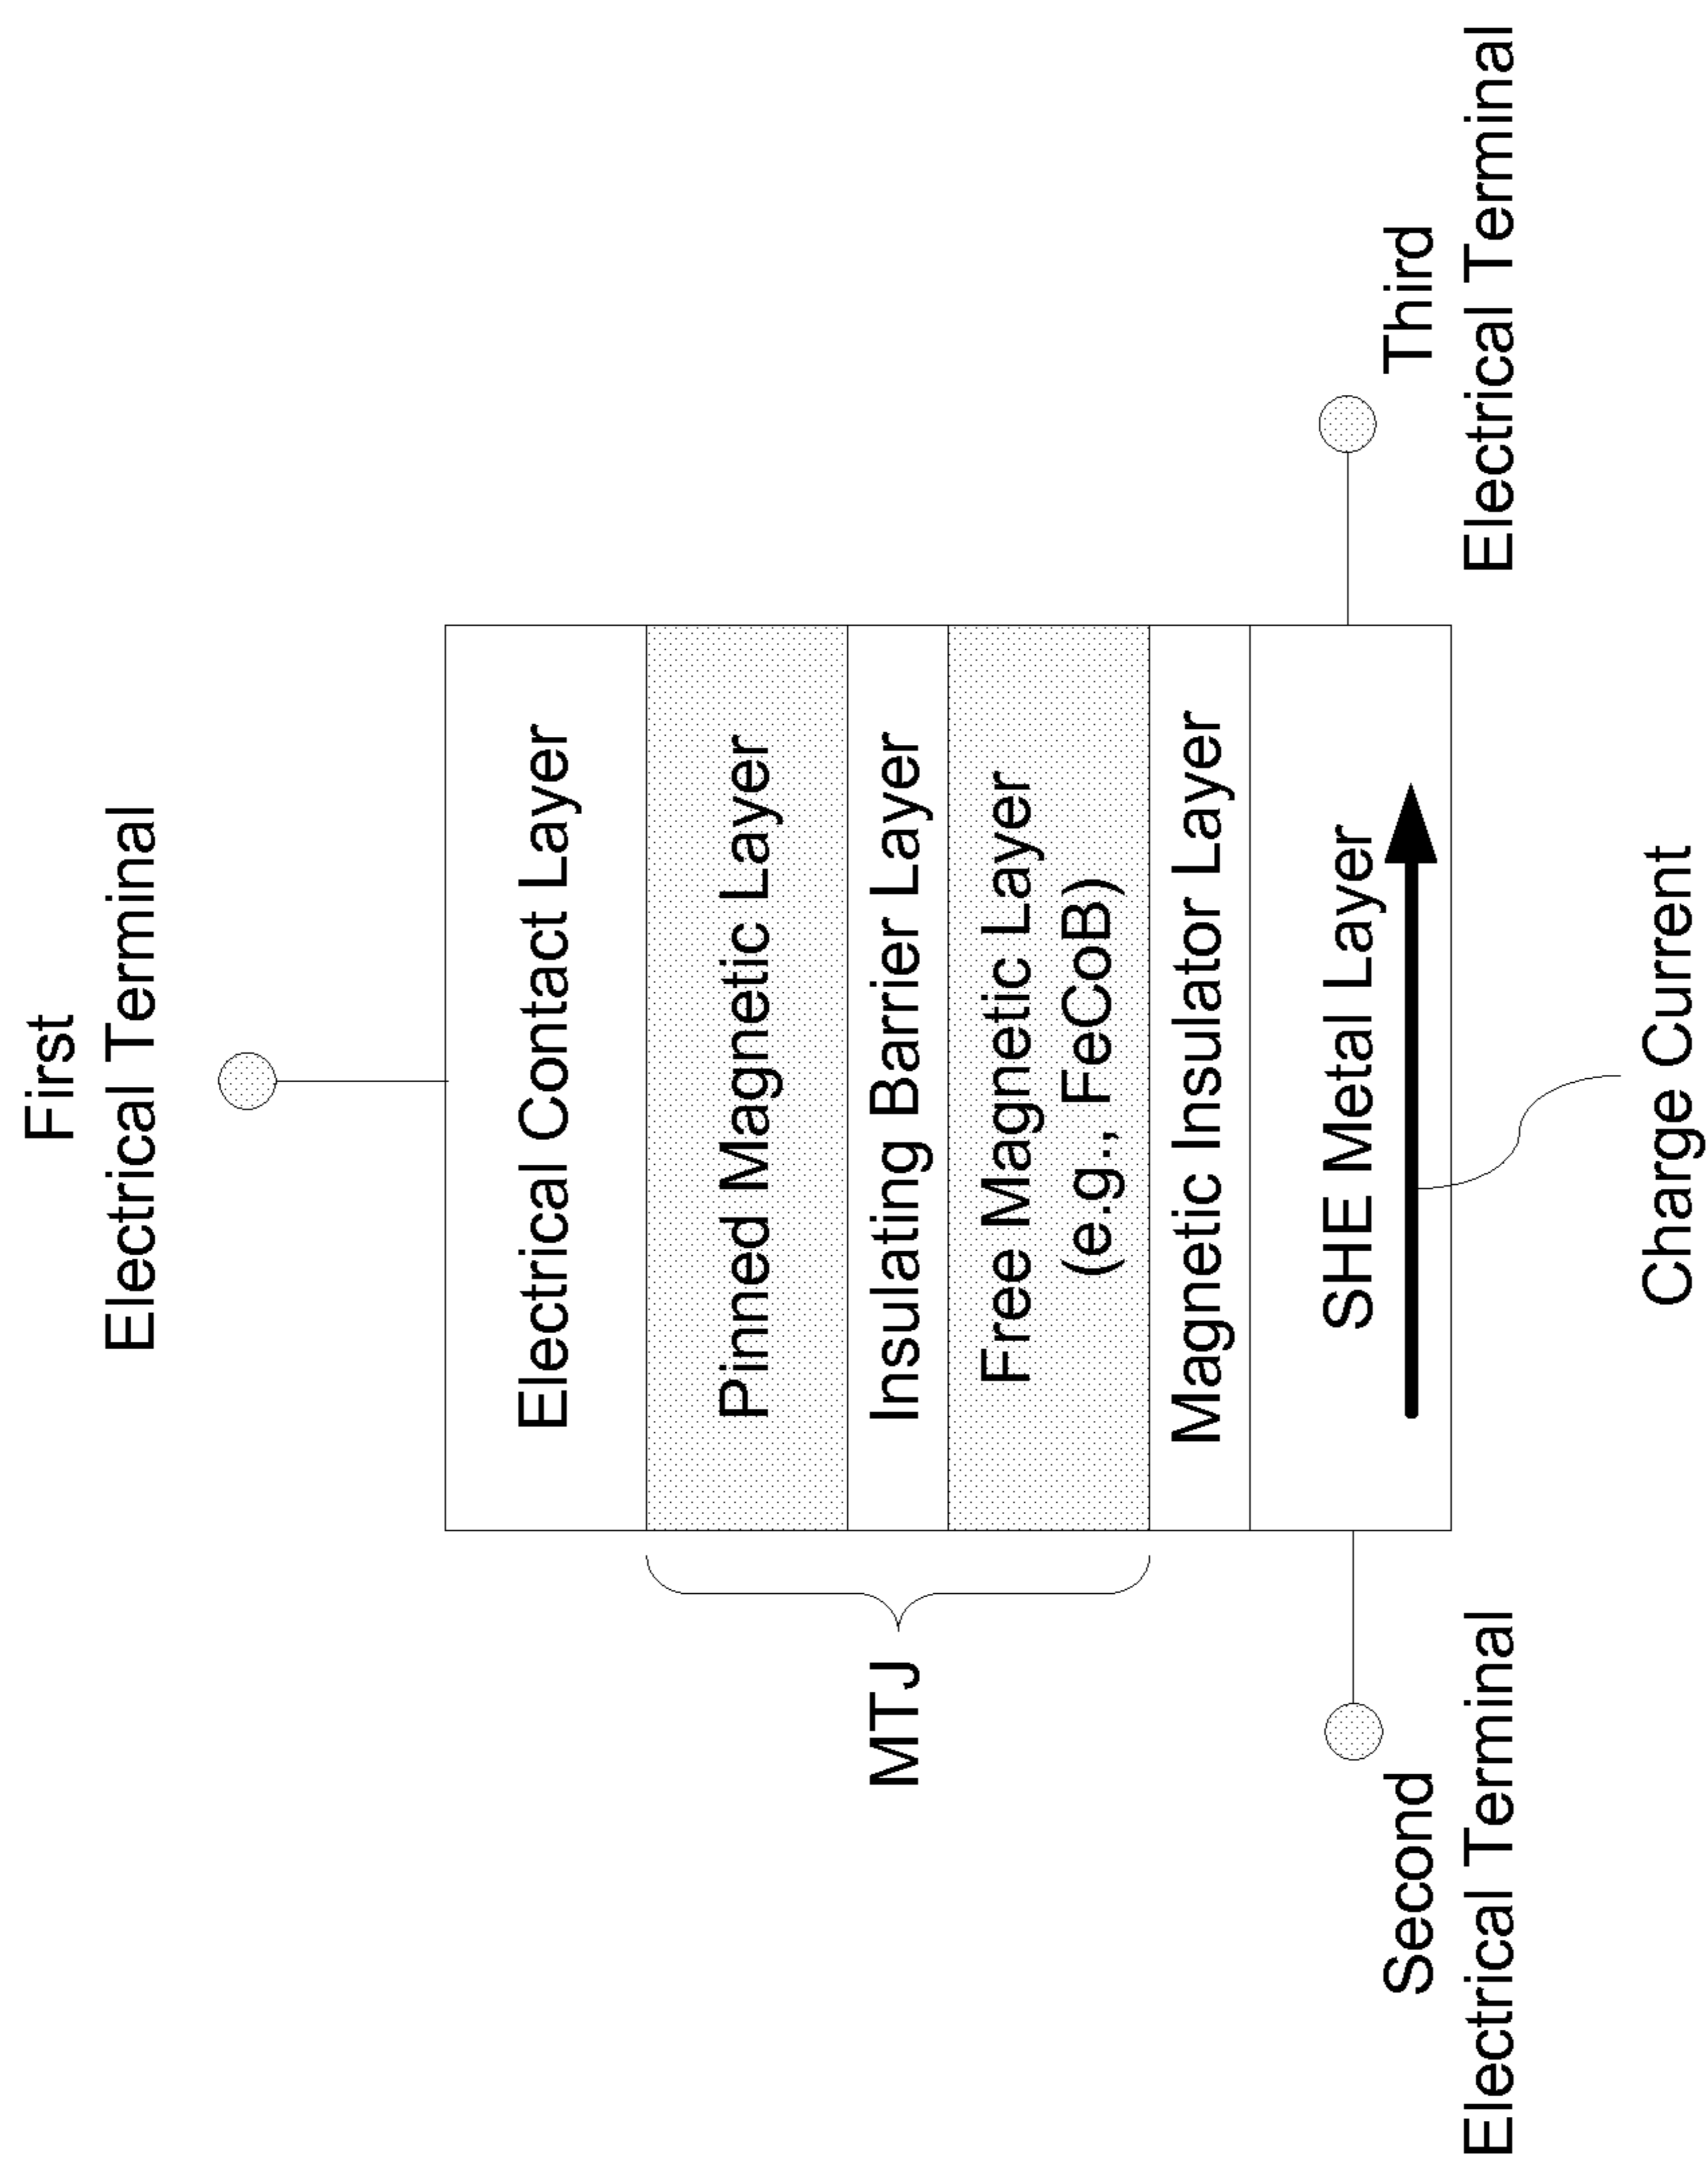 First
Electrical Terminal
Electrical Contact Layer
Pinned Magnetic Layer
Insulating Barrier Layer
Free Magnetic Layer
(e.g., FeCoB)
Magnetic Insulator Layer
SHE Metal Layer
MTJ
Second
Electrical Terminal
Third
Electrical Terminal
Charge Current